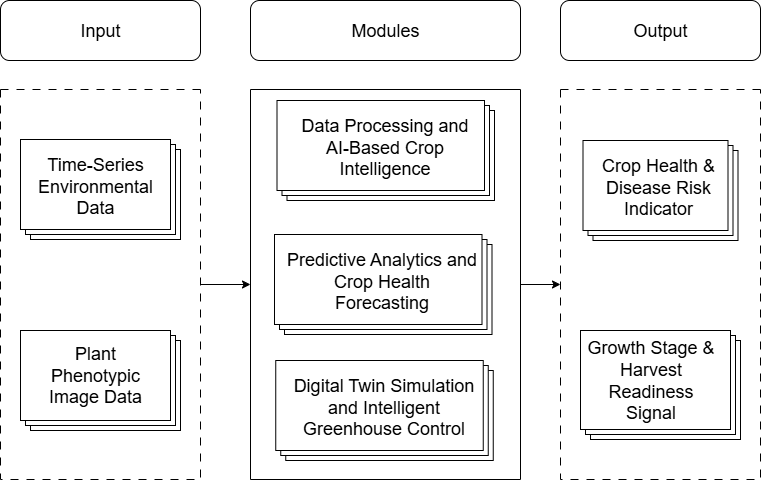 Input
Modules
Output
Time-Series
Environmental
Data
Plant
Phenotypic
Image Data
Data Processing and
AI-Based Crop
Intelligence
Predictive Analytics and
Crop Health
Forecasting
Digital Twin Simulation
and Intelligent
Greenhouse Control
Crop Health &
Disease Risk
Indicator
Growth Stage &
Harvest
Readiness
Signal